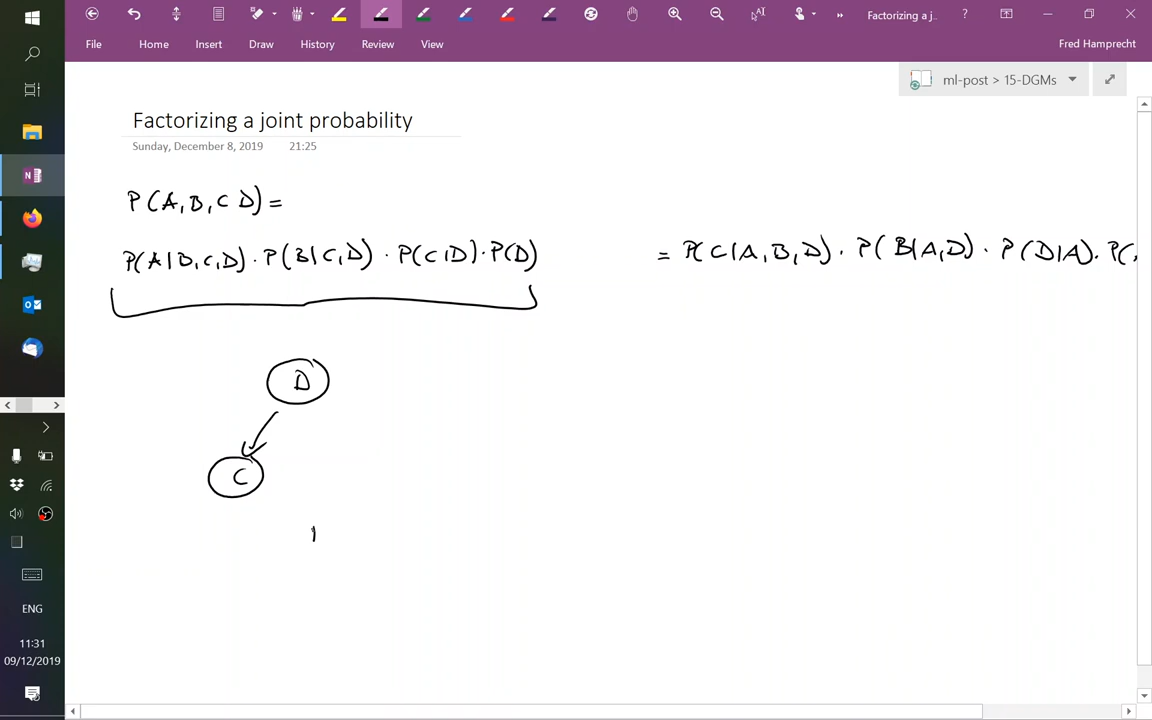 Factorizing a j..
?
File Home Insert Draw History Review View
Fred Hamprecht
ml-post > 15-DGMs
Factorizing a joint probability
Sunday, December 8, 2019 21:25
P(A,B,C D) =
P(A|B,C,D) · P(B|C,D) · P(C|D) · P(D)
= P(C|A,B,D) · P(B|A,D) · P(D|A) · P(
D
C
ENG
11:31
09/12/2019